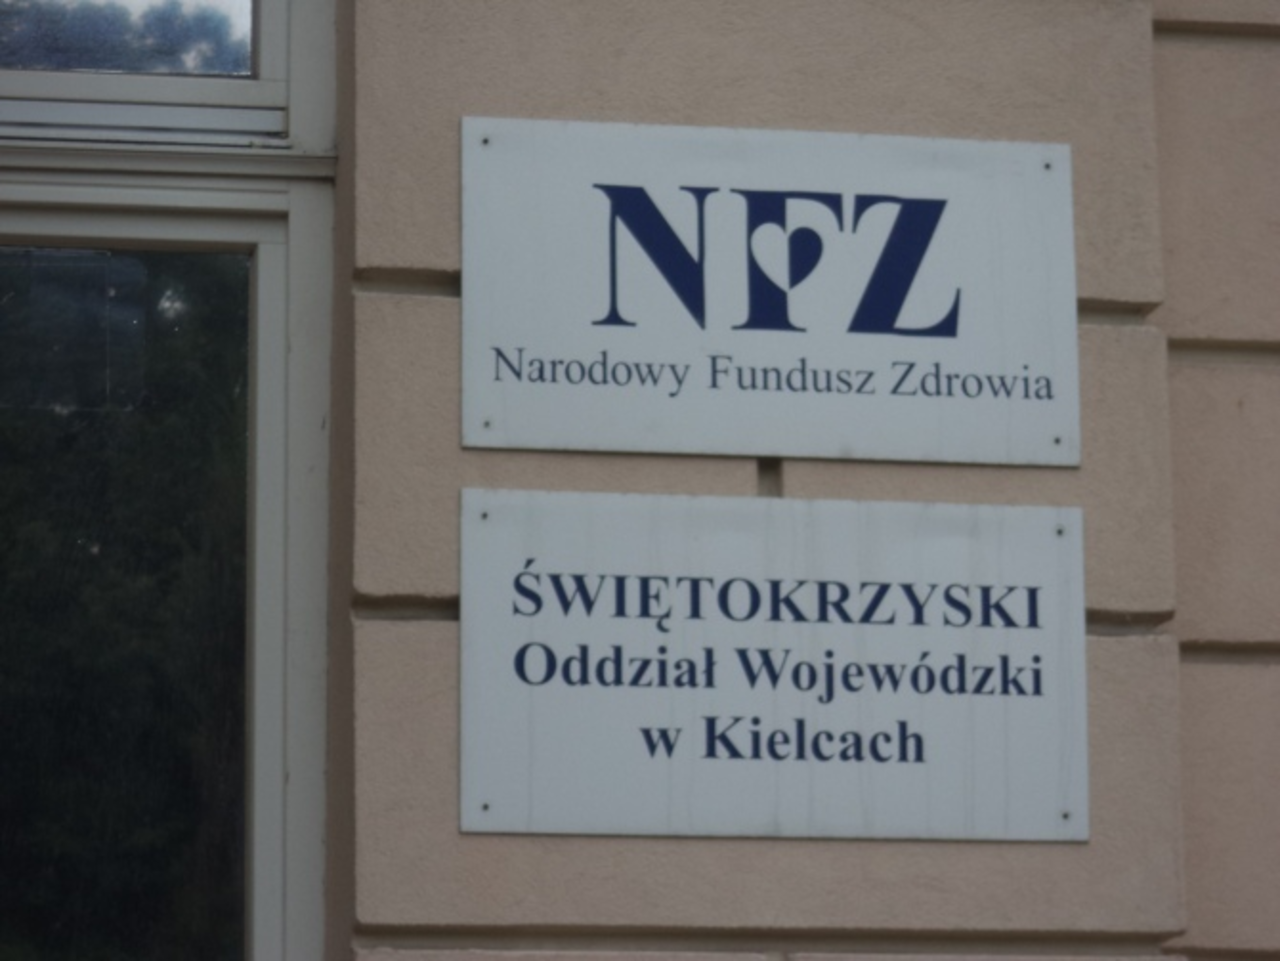 NFZ
Narodowy Fundusz Zdrowia
ŚWIĘTOKRZYSKI
Oddział Wojewódzki
w Kielcach